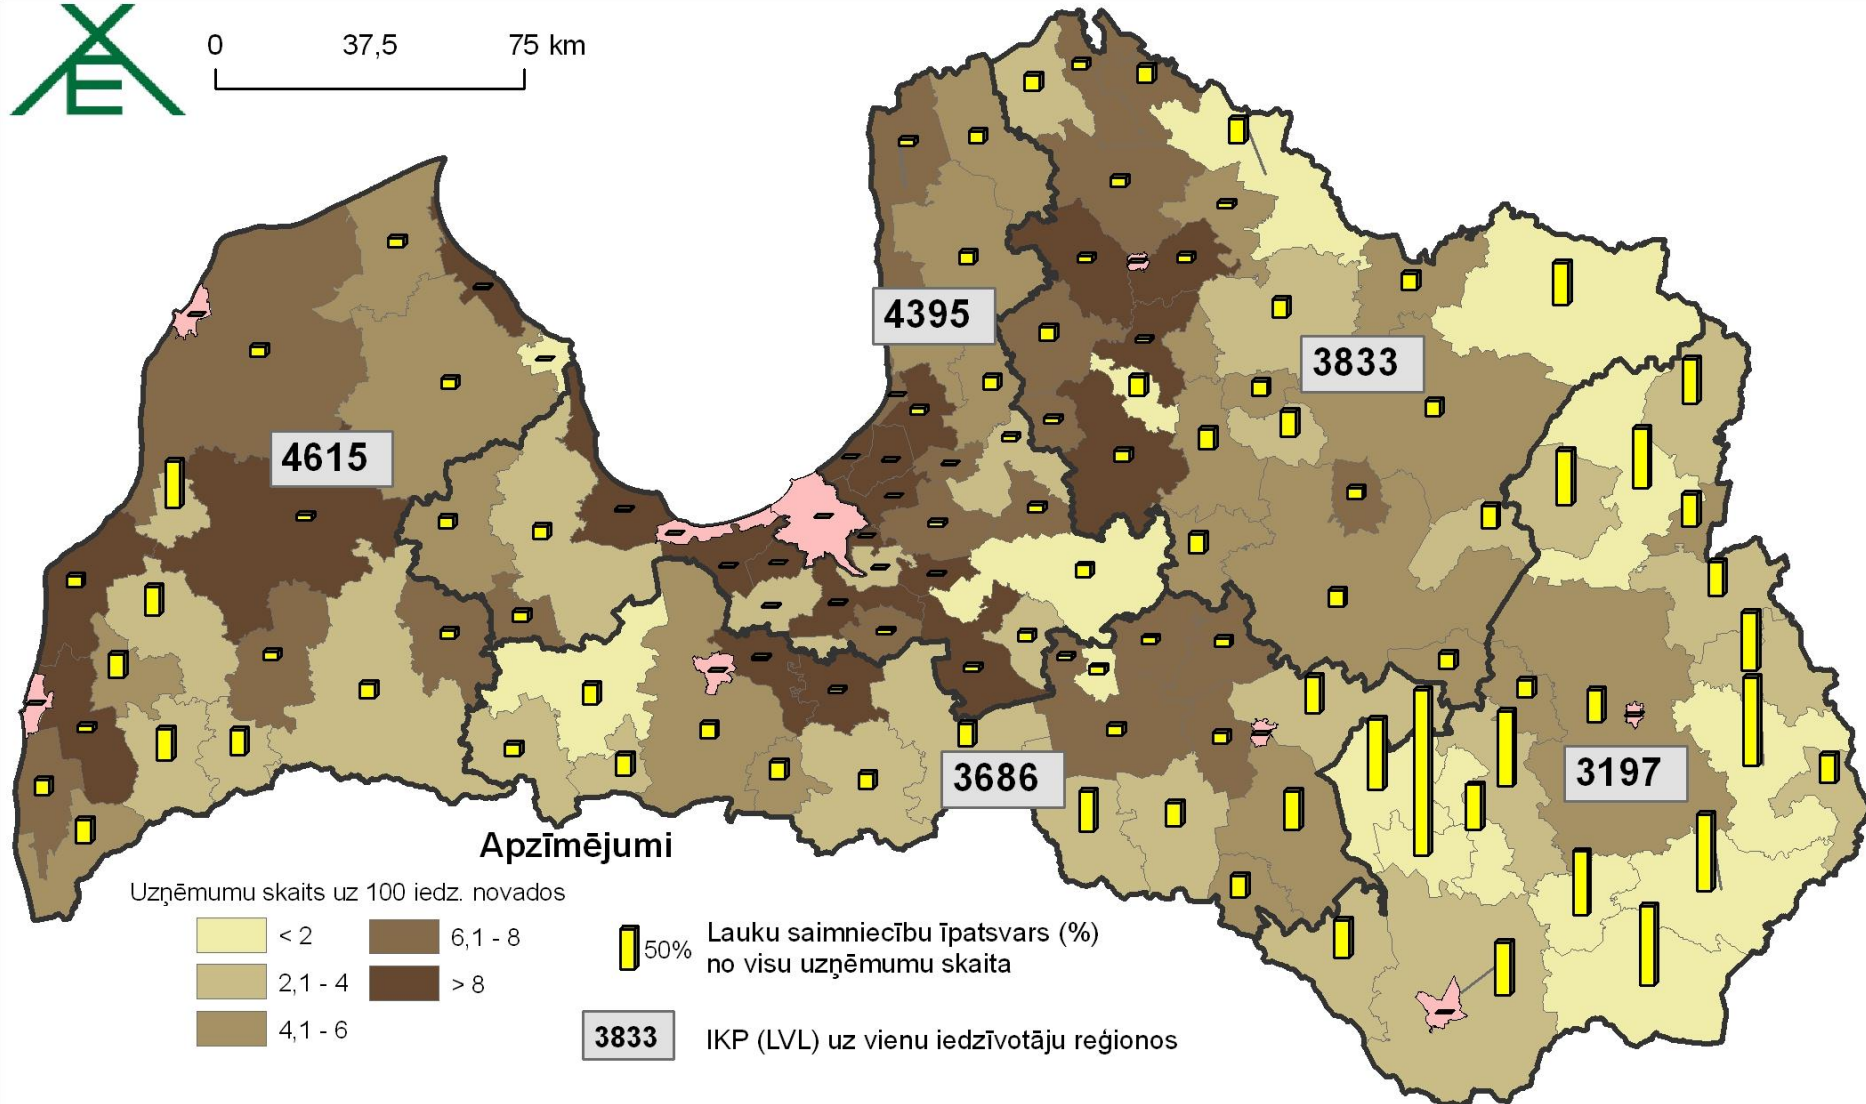 0 37,5 75 km
Æ
4395
3833
4615
3686
3197
Apzīmējumi
Uzņēmumu skaits uz 100 iedz. novados
< 2
6,1 - 8
2,1 - 4
> 8
4,1 - 6
50%
Lauku saimniecību īpatsvars (%)
no visu uzņēmumu skaita
3833
IKP (LVL) uz vienu iedzīvotāju reģionos